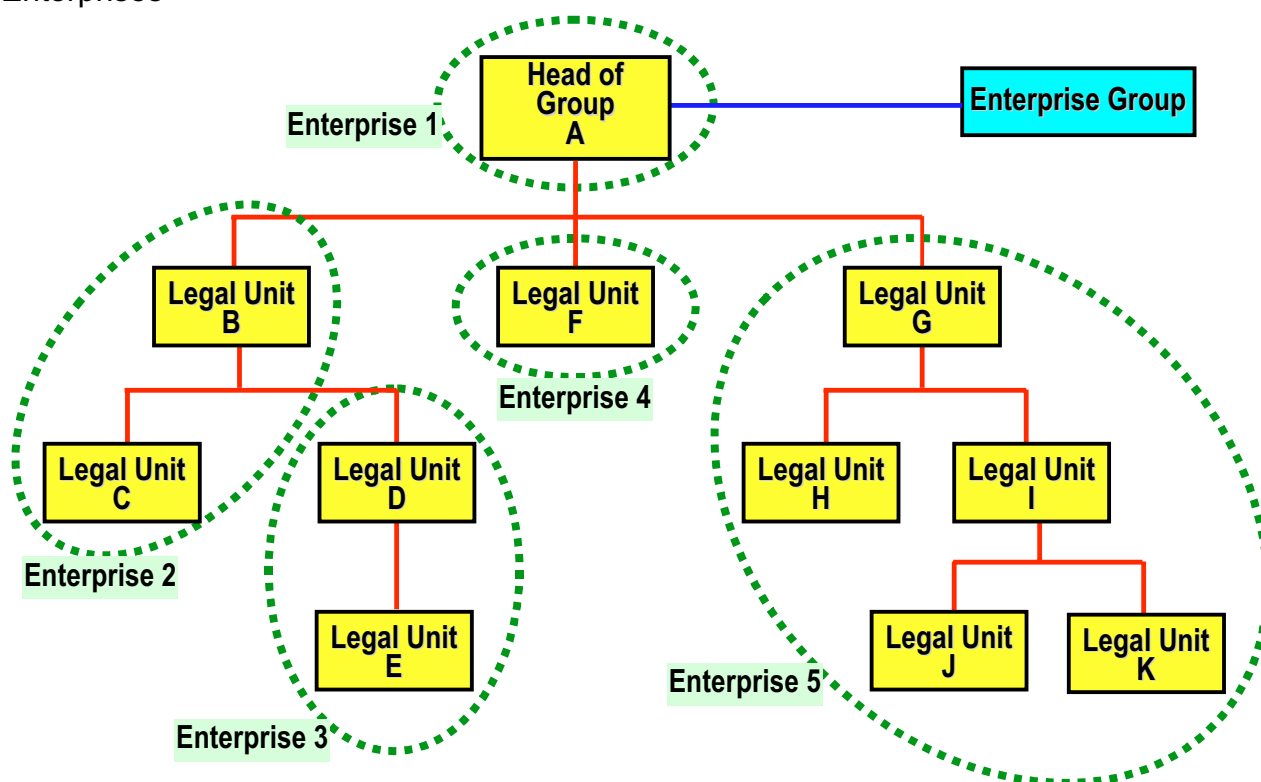 Enterprises
Head of
Group
A
Enterprise Group
Enterprise 1
Legal Unit
B
Legal Unit
F
Legal Unit
G
Enterprise 4
Legal Unit
C
Legal Unit
D
Legal Unit
H
Legal Unit
I
Enterprise 2
Legal Unit
E
Legal Unit
J
Legal Unit
K
Enterprise 5
Enterprise 3